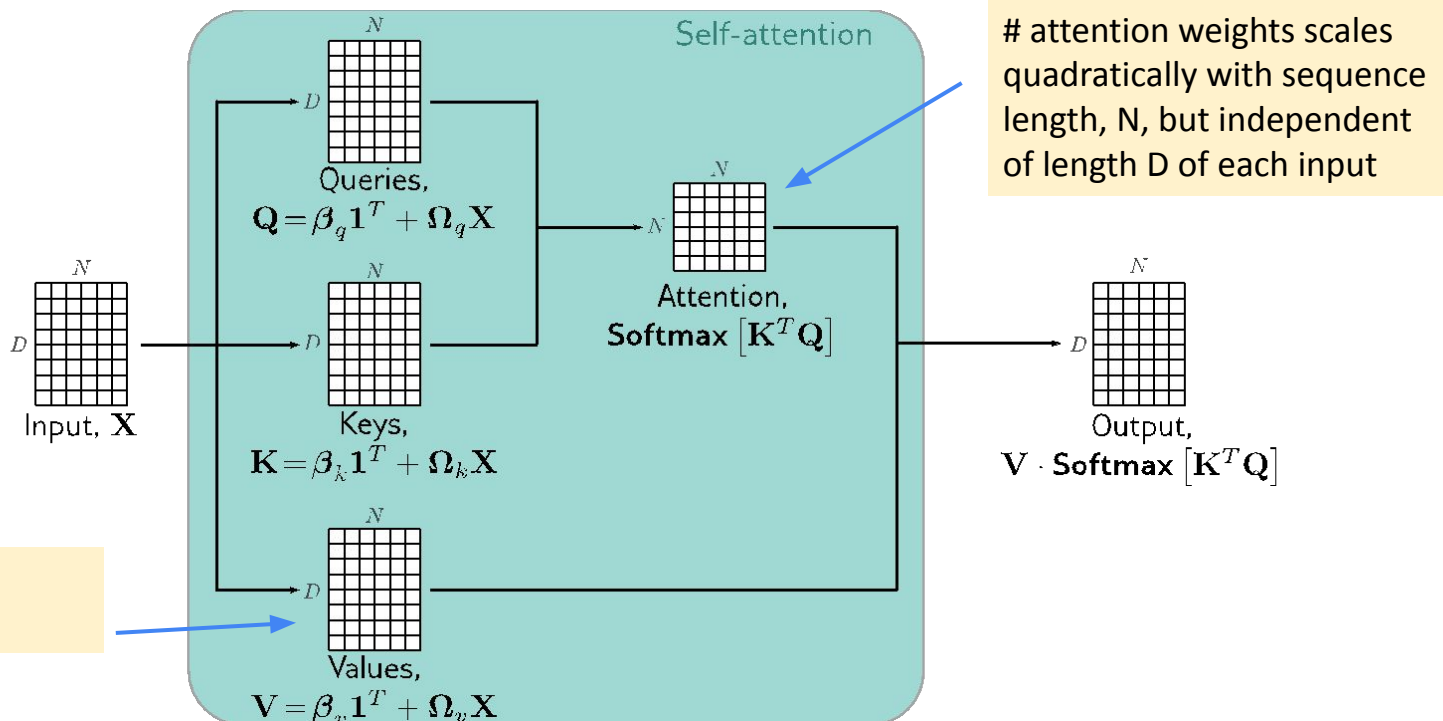 Self-attention
# attention weights scales
quadratically with sequence
length, N, but independent
of length D of each input
N
D
Queries,
Q = β_q 1^T + Ω_q X
N
N
Attention,
Softmax [K^T Q]
N
D
Input, X
N
D
Keys,
K = β_k 1^T + Ω_k X
N
D
Output,
V · Softmax [K^T Q]
N
D
Values,
V = β_v 1^T + Ω_v X